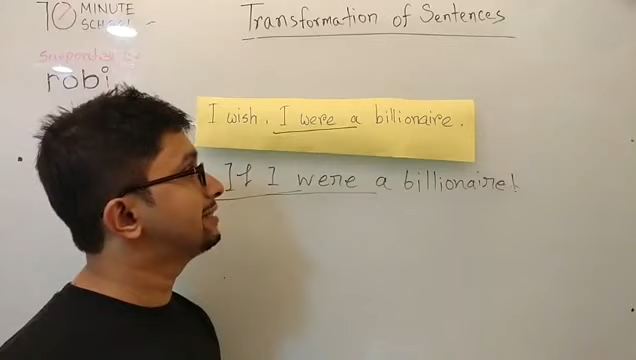 10 MINUTE
SCHOOL
Transformation of Sentences
robi
I wish, I were a billionaire.
If I were a billionaire!